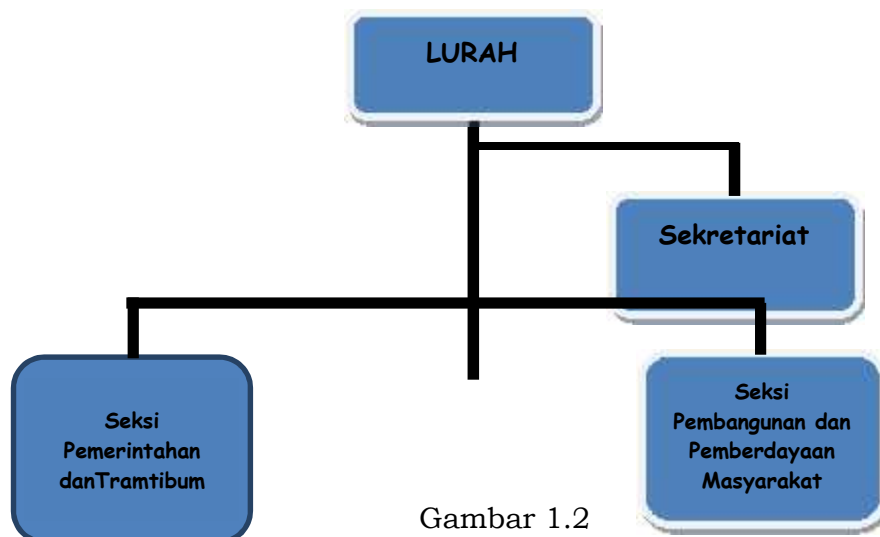 LURAH
Sekretariat
Seksi
Pemerintahan
danTramtibum
Seksi
Pembangunan dan
Pemberdayaan
Masyarakat
Gambar 1.2